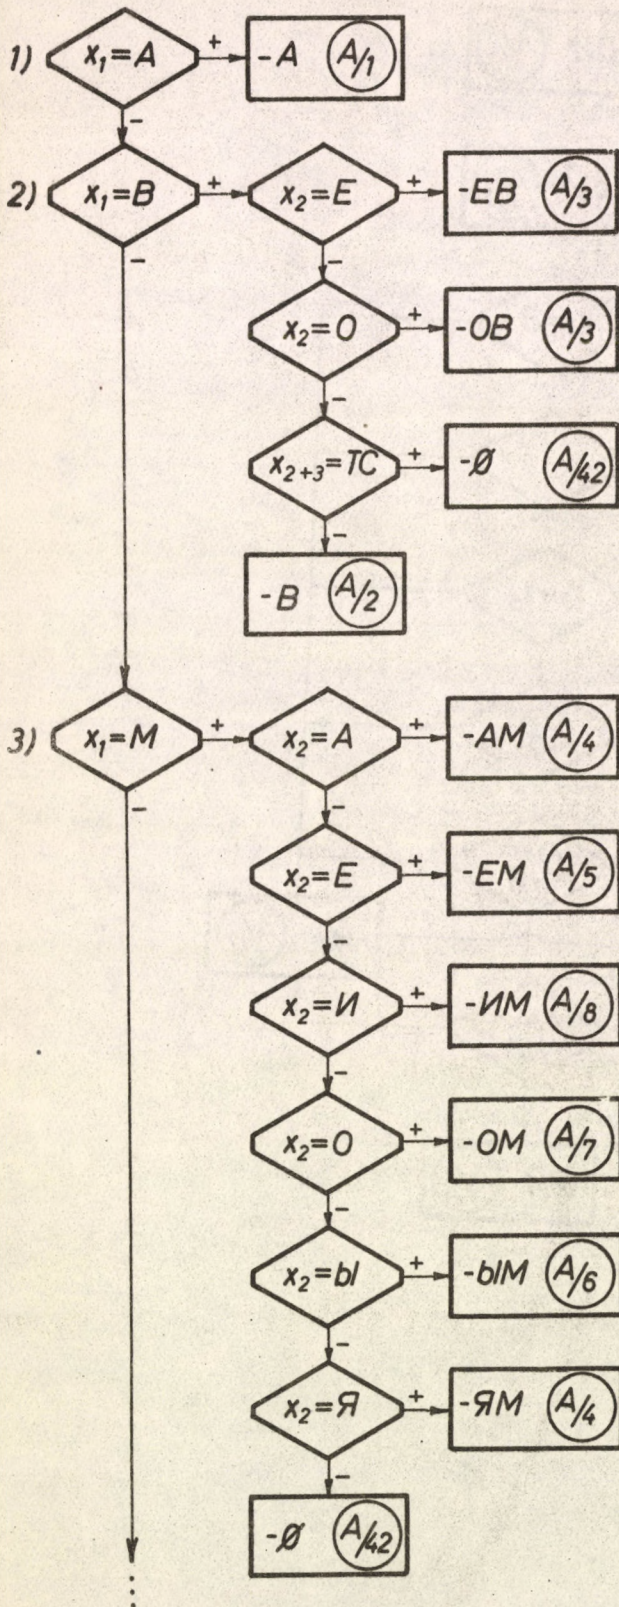 1) x₁=A + -A A/1
-
2) x₁=B + x₂=E + -EB A/3
- -
x₂=O + -OB A/3
-
x₂₊₃=TC + -Ø A/42
-
-B A/2
3) x₁=M + x₂=A + -AM A/4
- -
x₂=E + -EM A/5
-
x₂=И + -ИM A/8
-
x₂=O + -OM A/7
-
x₂=Ы + -ЫM A/6
-
x₂=Я + -ЯM A/4
-
-Ø A/42
⋮